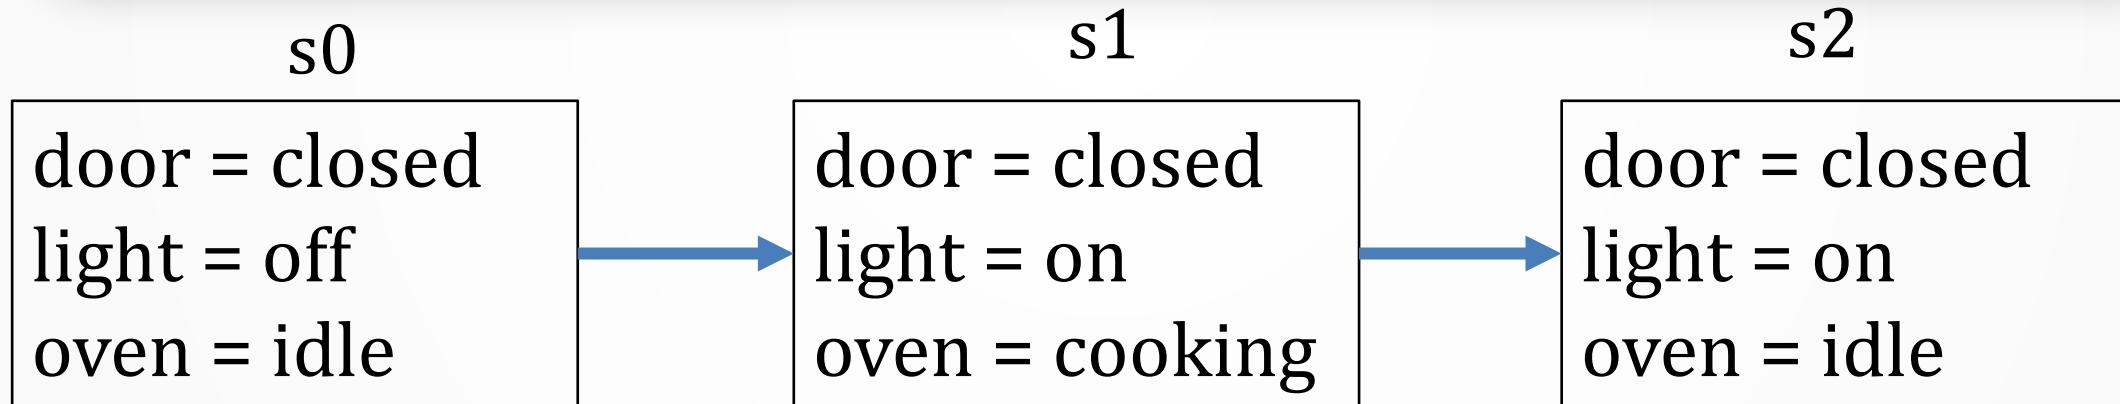 s0
s1
s2
door = closed
light = off
oven = idle
door = closed
light = on
oven = cooking
door = closed
light = on
oven = idle